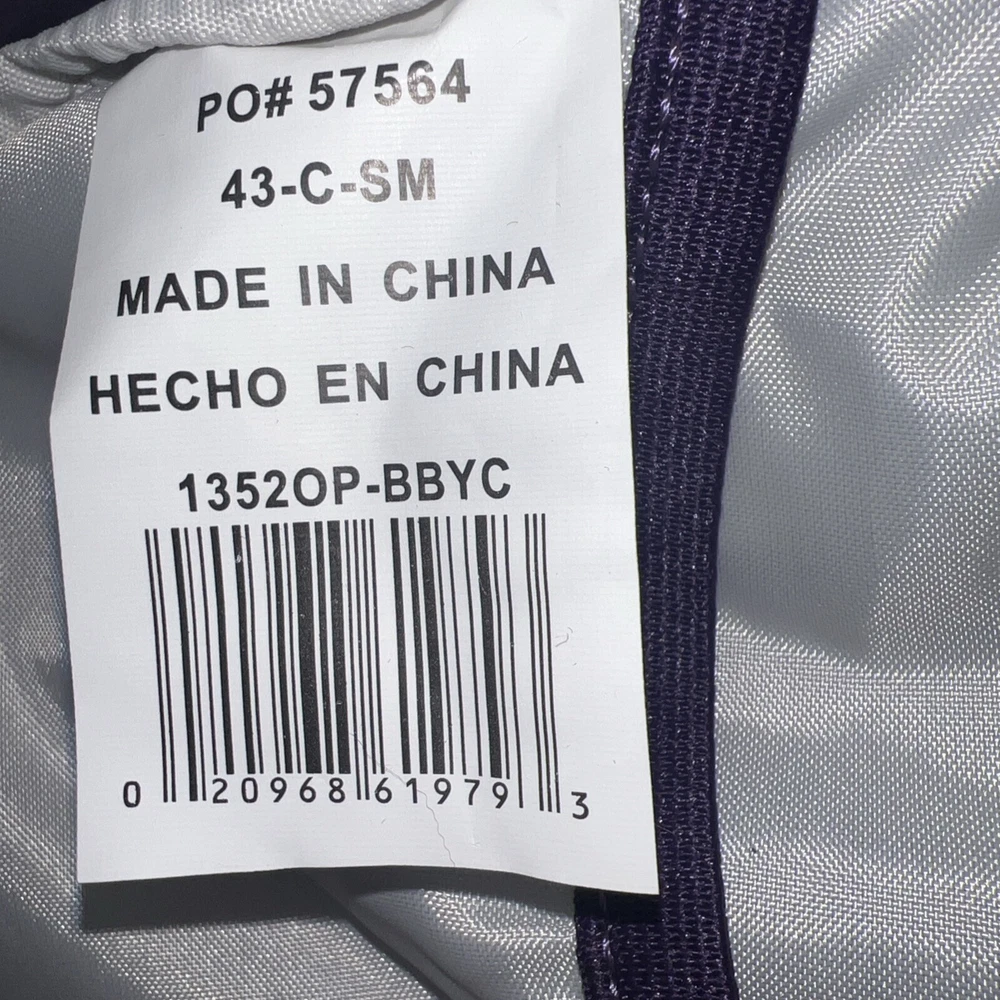 PO# 57564
43-C-SM
MADE IN CHINA
HECHO EN CHINA
1352OP-BBYC
0 20968 61979 3